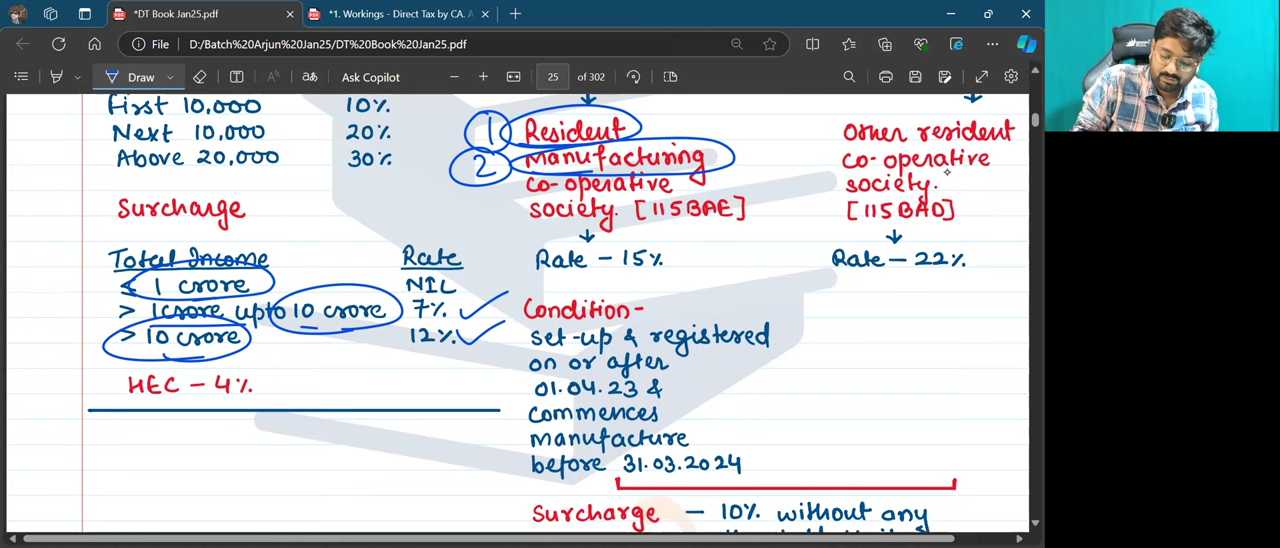 *DT Book Jan25.pdf
*1. Workings - Direct Tax by CA. A
File
D:/Batch%20Arjun%20Jan25/DT%20Book%20Jan25.pdf
Draw
Ask Copilot
25 of 302
First 10,000 10%
Next 10,000 20%
Above 20,000 30%
Surcharge
Total Income Rate
< 1 crore NIL
> 1 crore upto 10 crore 7%
> 10 crore 12%
HEC - 4%
1 Resident
2 manufacturing
co-operative
society. [115BAE]
Rate - 15%
Condition-
set-up & registered
on or after
01.04.23 &
commences
manufacture
before 31.03.2024
Other resident
co-operative
society.
[115BAD]
Rate - 22%
Surcharge - 10% without any